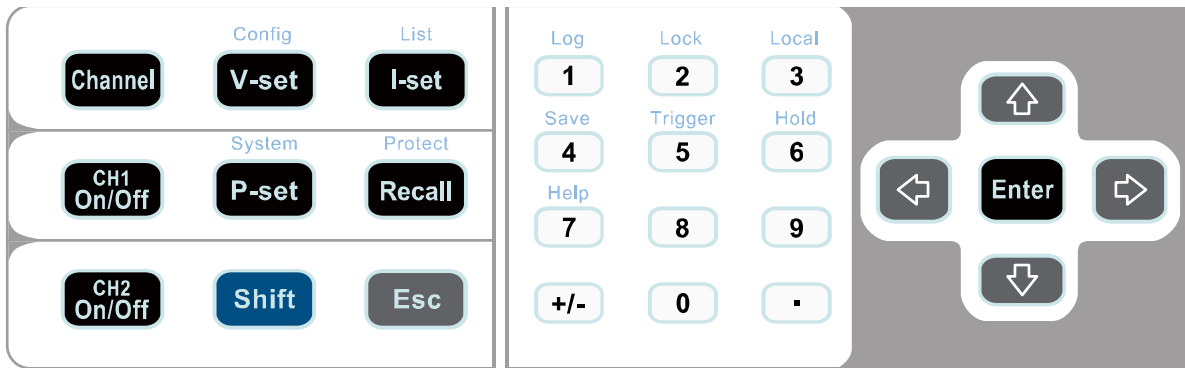 Config List
Channel V-set I-set
System Protect
CH1
On/Off P-set Recall
CH2
On/Off Shift Esc
Log Lock Local
1 2 3
Save Trigger Hold
4 5 6
Help
7 8 9
+/- 0 .
Enter